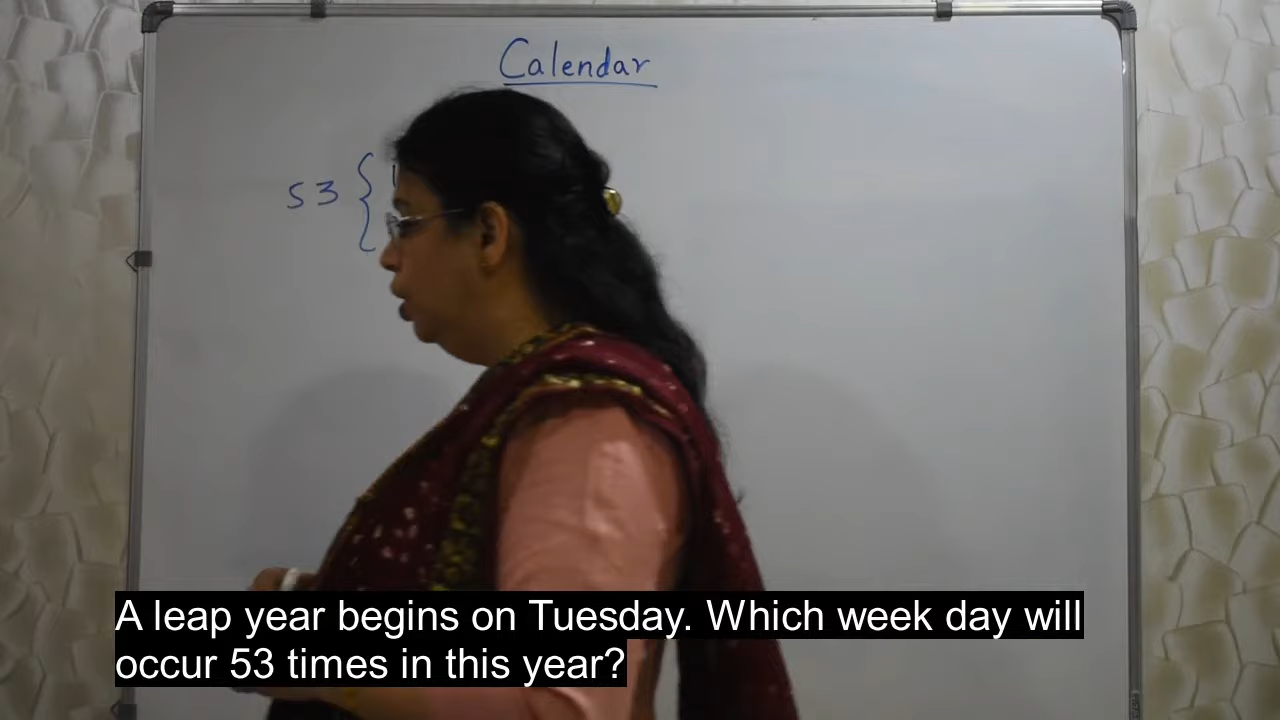 Calendar
53 {
A leap year begins on Tuesday. Which week day will
occur 53 times in this year?